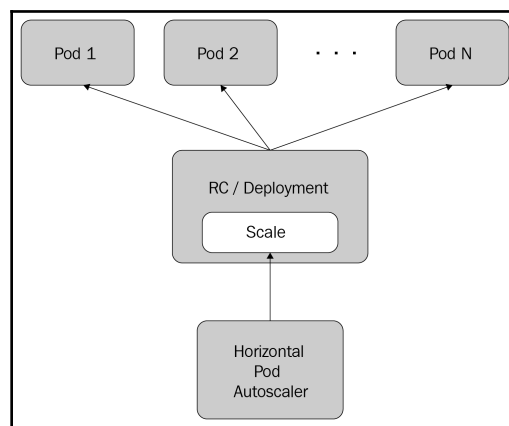 Pod 1
Pod 2
. . .
Pod N
RC / Deployment
Scale
Horizontal
Pod
Autoscaler